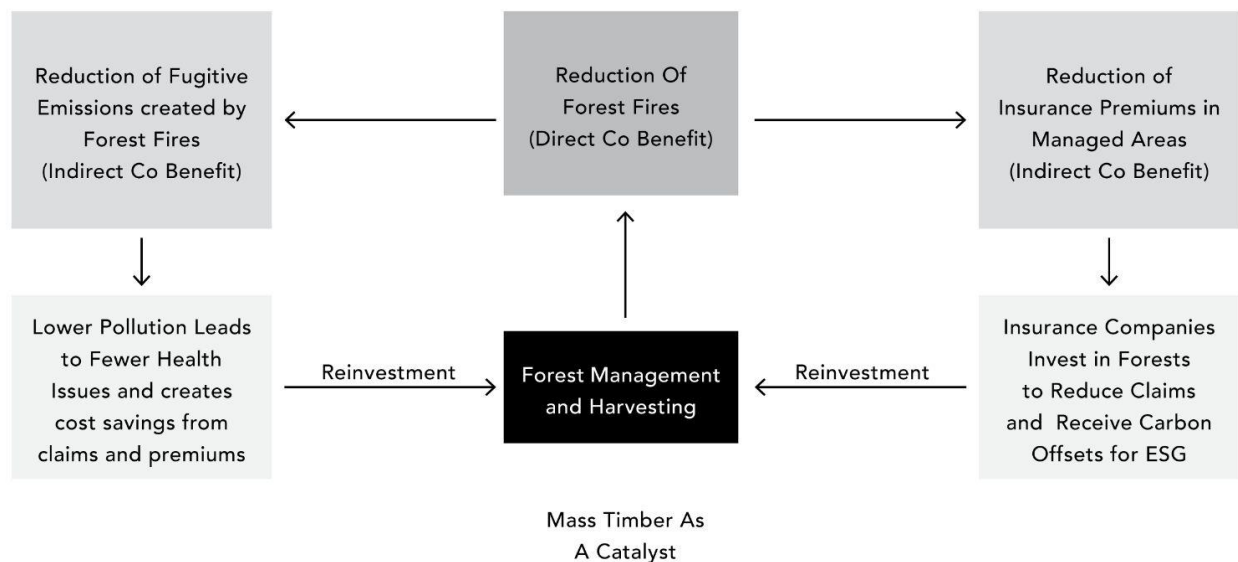 Reduction of Fugitive
Emissions created by
Forest Fires
(Indirect Co Benefit)
Reduction Of
Forest Fires
(Direct Co Benefit)
Reduction of
Insurance Premiums in
Managed Areas
(Indirect Co Benefit)
Lower Pollution Leads
to Fewer Health
Issues and creates
cost savings from
claims and premiums
Reinvestment
Forest Management
and Harvesting
Reinvestment
Insurance Companies
Invest in Forests
to Reduce Claims
and Receive Carbon
Offsets for ESG
Mass Timber As
A Catalyst